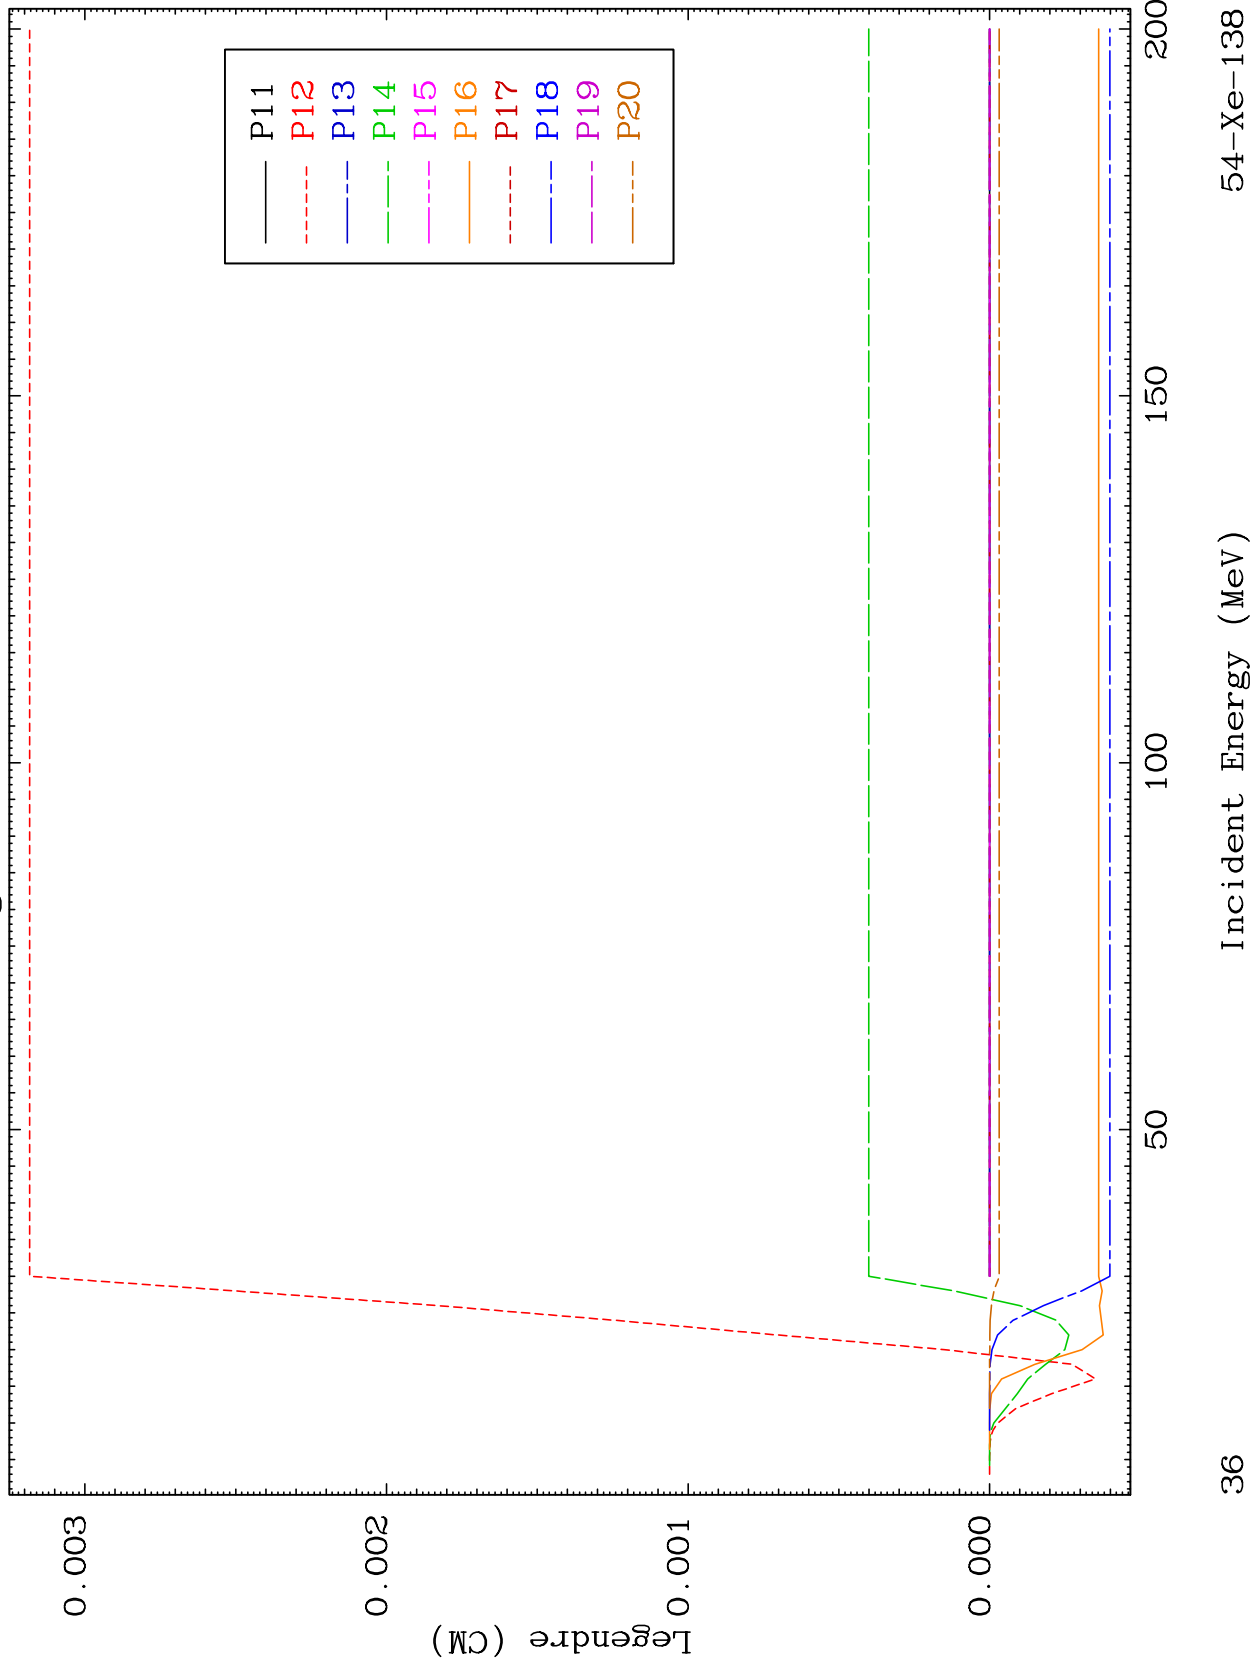 P11
P12
P13
P14
P15
P16
P17
P18
P19
P20
0.003
0.002
0.001
0.000
Legendre (CM)
50
100
150
200
Incident Energy (MeV)
36
54-Xe-138